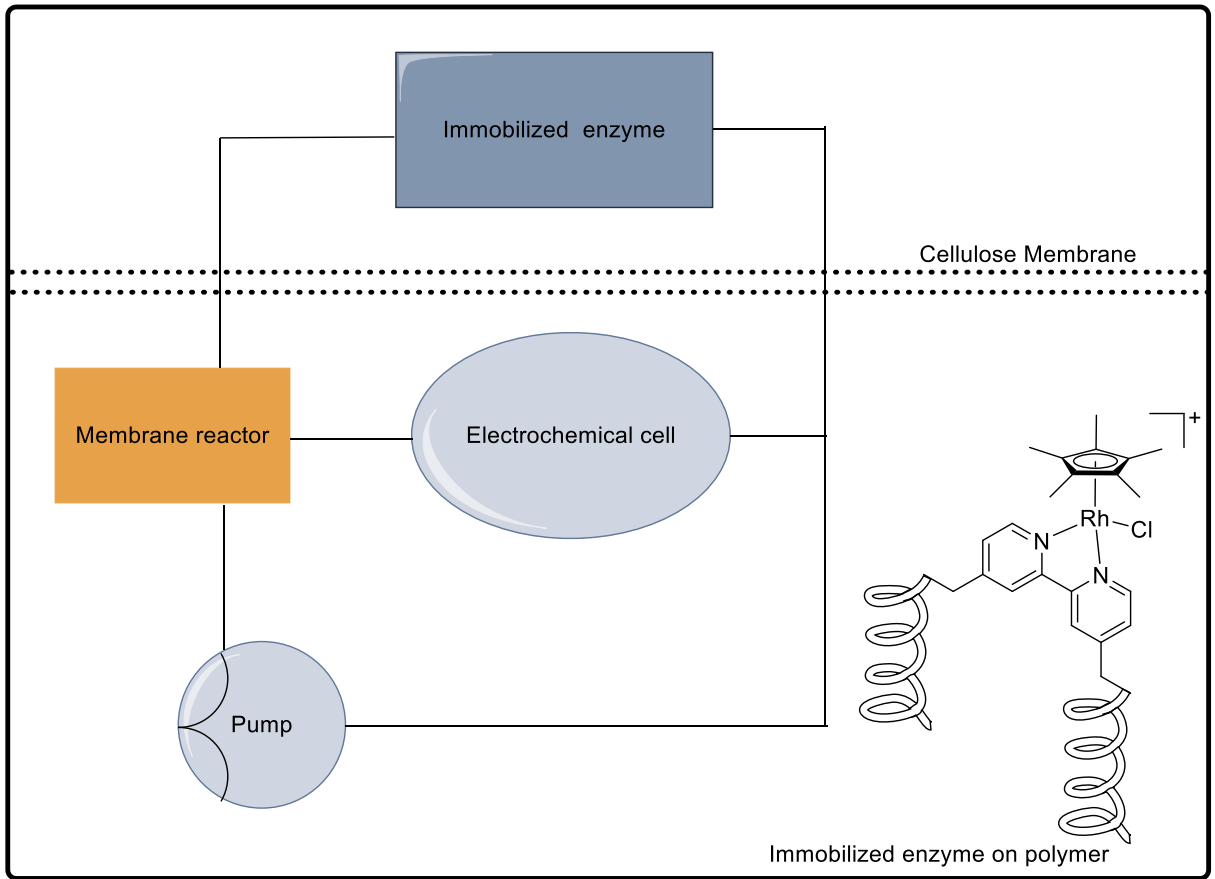 Immobilized  enzyme
Cellulose Membrane
Membrane reactor
Electrochemical cell
+
Rh
Cl
N
N
Pump
Immobilized enzyme on polymer